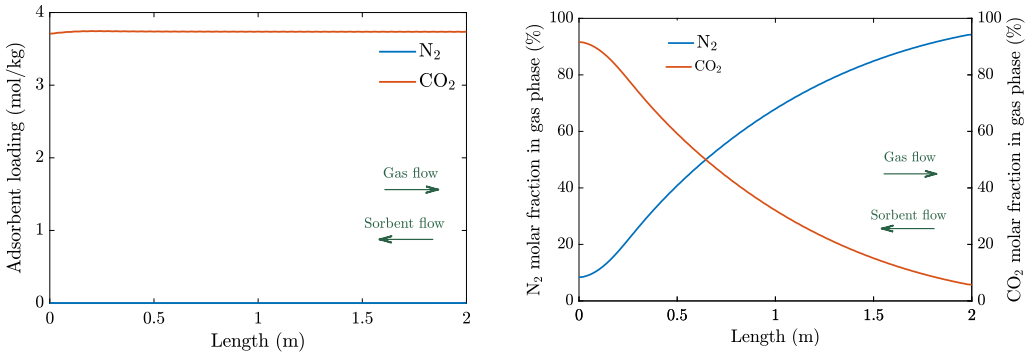 4
3
2
1
0
0
0.5
1
1.5
2
Adsorbent loading (mol/kg)
Length (m)
N₂
CO₂
Gas flow
Sorbent flow
100
80
60
40
20
0
0
0.5
1
1.5
2
100
80
60
40
20
0
N₂ molar fraction in gas phase (%)
CO₂ molar fraction in gas phase (%)
Length (m)
N₂
CO₂
Gas flow
Sorbent flow